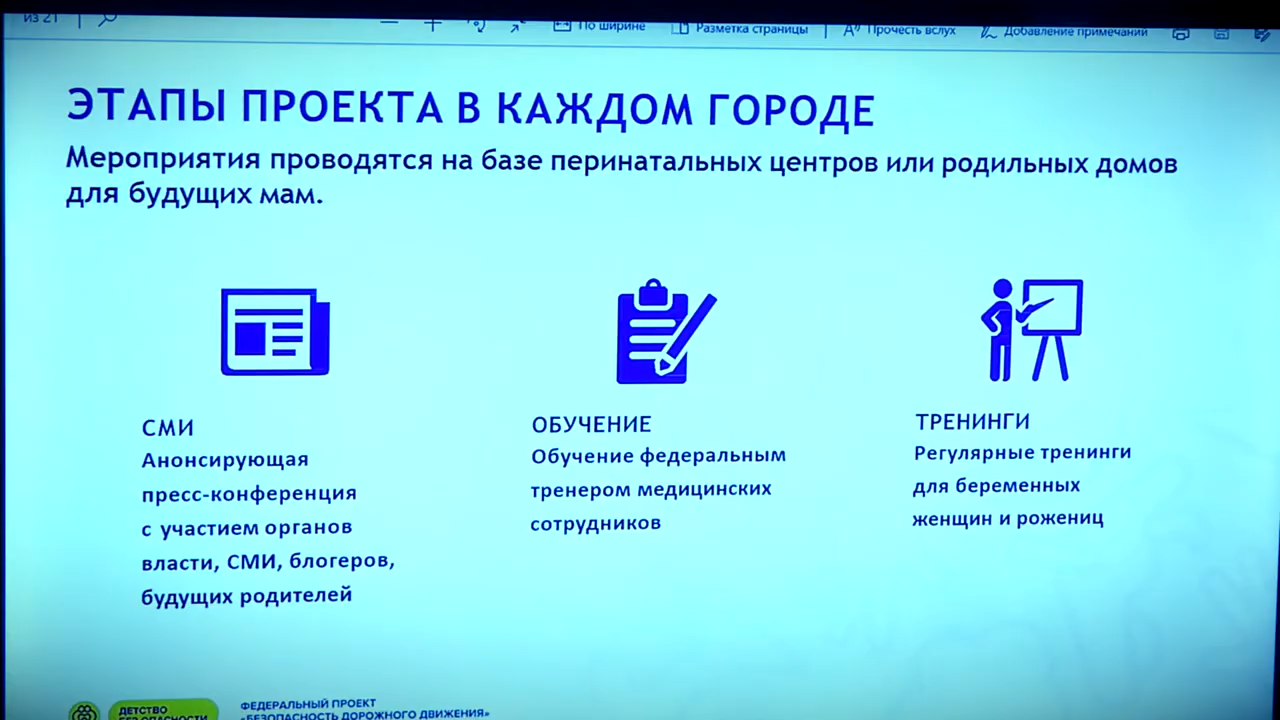 из 21
По ширине
Разметка страницы
Прочесть вслух
Добавление примечаний
ЭТАПЫ ПРОЕКТА В КАЖДОМ ГОРОДЕ
Мероприятия проводятся на базе перинатальных центров или родильных домов
для будущих мам.
СМИ
Анонсирующая
пресс-конференция
с участием органов
власти, СМИ, блогеров,
будущих родителей
ОБУЧЕНИЕ
Обучение федеральным
тренером медицинских
сотрудников
ТРЕНИНГИ
Регулярные тренинги
для беременных
женщин и рожениц
ДЕТСТВО
БЕЗ ОПАСНОСТИ
ФЕДЕРАЛЬНЫЙ ПРОЕКТ
«БЕЗОПАСНОСТЬ ДОРОЖНОГО ДВИЖЕНИЯ»